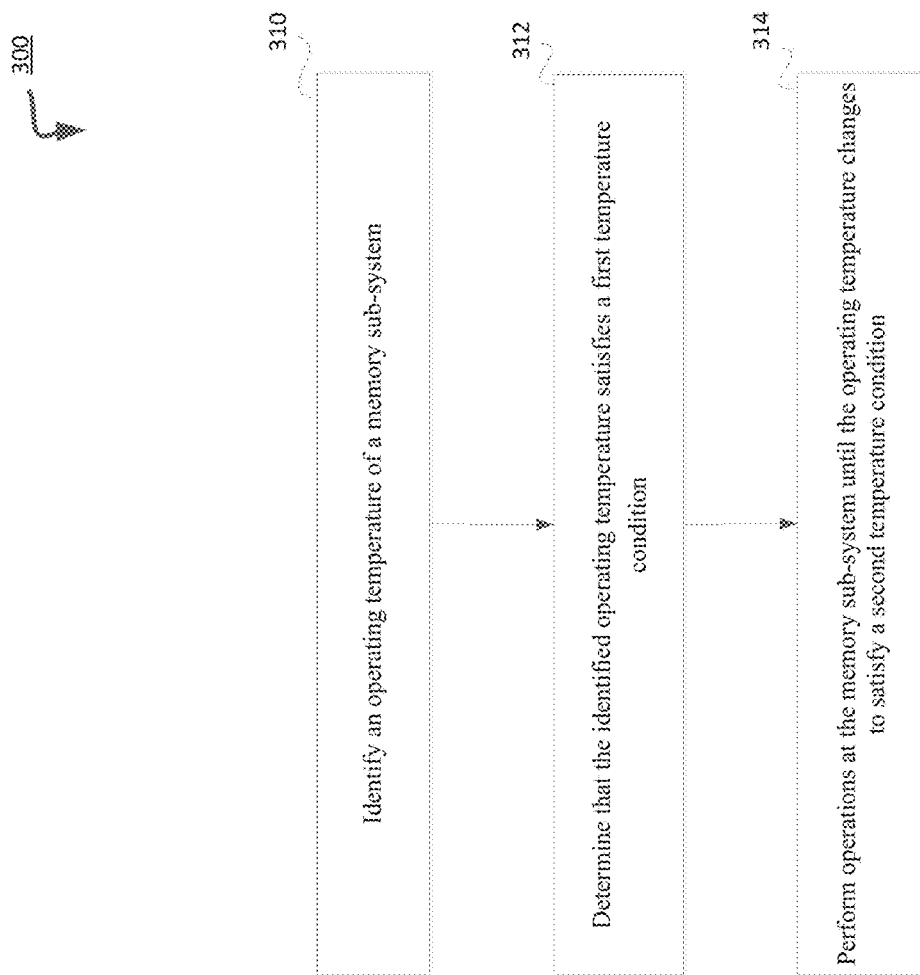 300
310
Identify an operating temperature of a memory sub-system
312
Determine that the identified operating temperature satisfies a first temperature
condition
314
Perform operations at the memory sub-system until the operating temperature changes
to satisfy a second temperature condition